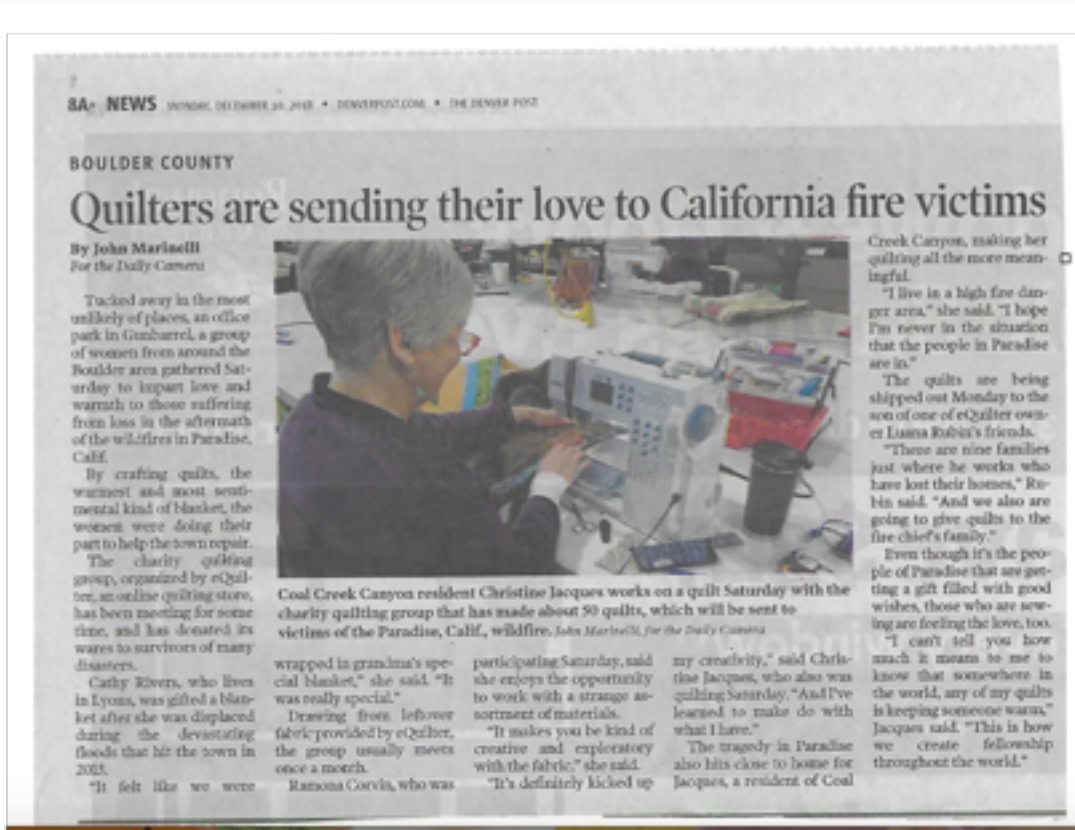 8A» NEWS MONDAY, DECEMBER 10, 2018 • DENVERPOST.COM • THE DENVER POST
BOULDER COUNTY
Quilters are sending their love to California fire victims
By John Marinelli
For the Daily Camera
Tucked away in the most
unlikely of places, an office
park in Gunbarrel, a group
of women from around the
Boulder area gathered Sat-
urday to impart love and
warmth to those suffering
from loss in the aftermath
of the wildfires in Paradise,
Calif.
By crafting quilts, the
warmest and most senti-
mental kind of blanket, the
women were doing their
part to help the town repair.
The charity quilting
group, organized by eQuil-
ter, an online quilting store,
has been meeting for some
time, and has donated its
wares to survivors of many
disasters.
Cathy Rivers, who lives
in Lyons, was gifted a blan-
ket after she was displaced
during the devastating
floods that hit the town in
2013.
"It felt like we were
Coal Creek Canyon resident Christine Jacques works on a quilt Saturday with the
charity quilting group that has made about 50 quilts, which will be sent to
victims of the Paradise, Calif., wildfire. John Marinelli, for the Daily Camera
wrapped in grandma's spe-
cial blanket," she said. "It
was really special."
Drawing from leftover
fabric provided by eQuilter,
the group usually meets
once a month.
Ramona Corvin, who was
participating Saturday, said
she enjoys the opportunity
to work with a strange as-
sortment of materials.
"It makes you be kind of
creative and exploratory
with the fabric," she said.
"It's definitely kicked up
my creativity," said Chris-
tine Jacques, who also was
quilting Saturday. "And I've
learned to make do with
what I have."
The tragedy in Paradise
also hits close to home for
Jacques, a resident of Coal
Creek Canyon, making her
quilting all the more mean-
ingful.
"I live in a high fire dan-
ger area," she said. "I hope
I'm never in the situation
that the people in Paradise
are in."
The quilts are being
shipped out Monday to the
son of one of eQuilter own-
er Luana Rubin's friends.
"There are nine families
just where he works who
have lost their homes," Ru-
bin said. "And we also are
going to give quilts to the
fire chief's family."
Even though it's the peo-
ple of Paradise that are get-
ting a gift filled with good
wishes, those who are sew-
ing are feeling the love, too.
"I can't tell you how
much it means to me to
know that somewhere in
the world, any of my quilts
is keeping someone warm,"
Jacques said. "This is how
we create fellowship
throughout the world."